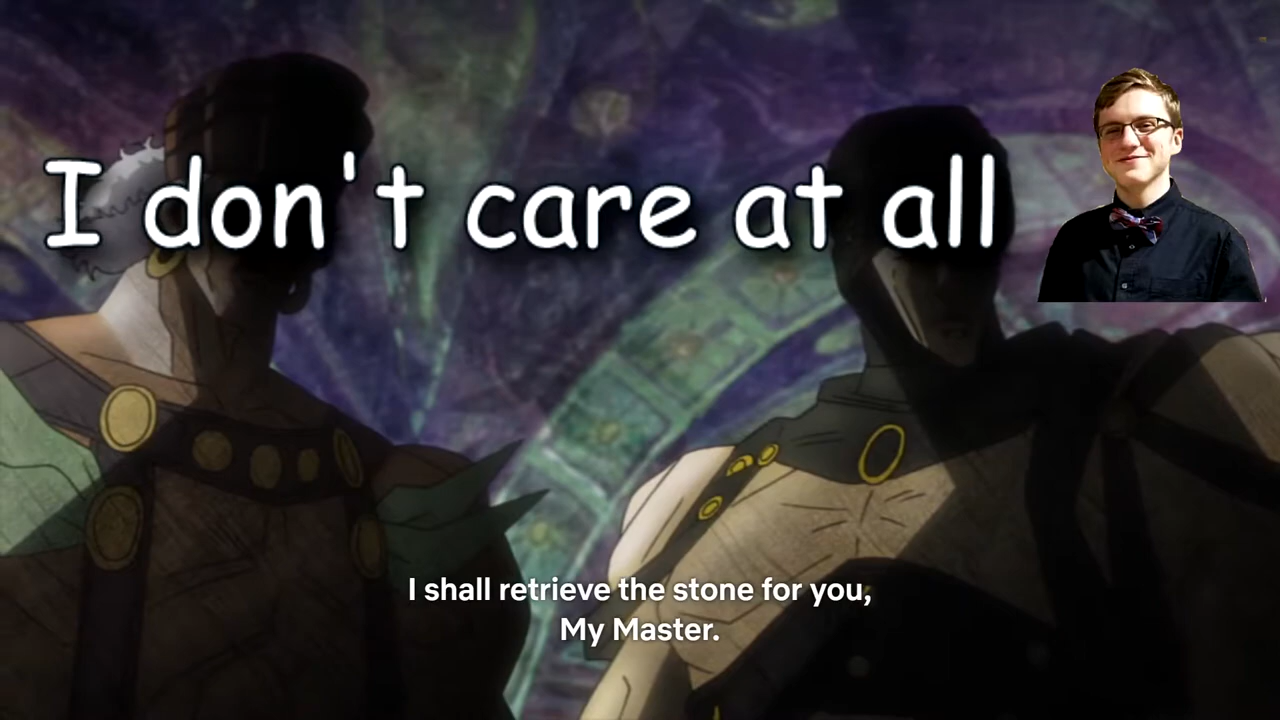 I don't care at all
I shall retrieve the stone for you,
My Master.